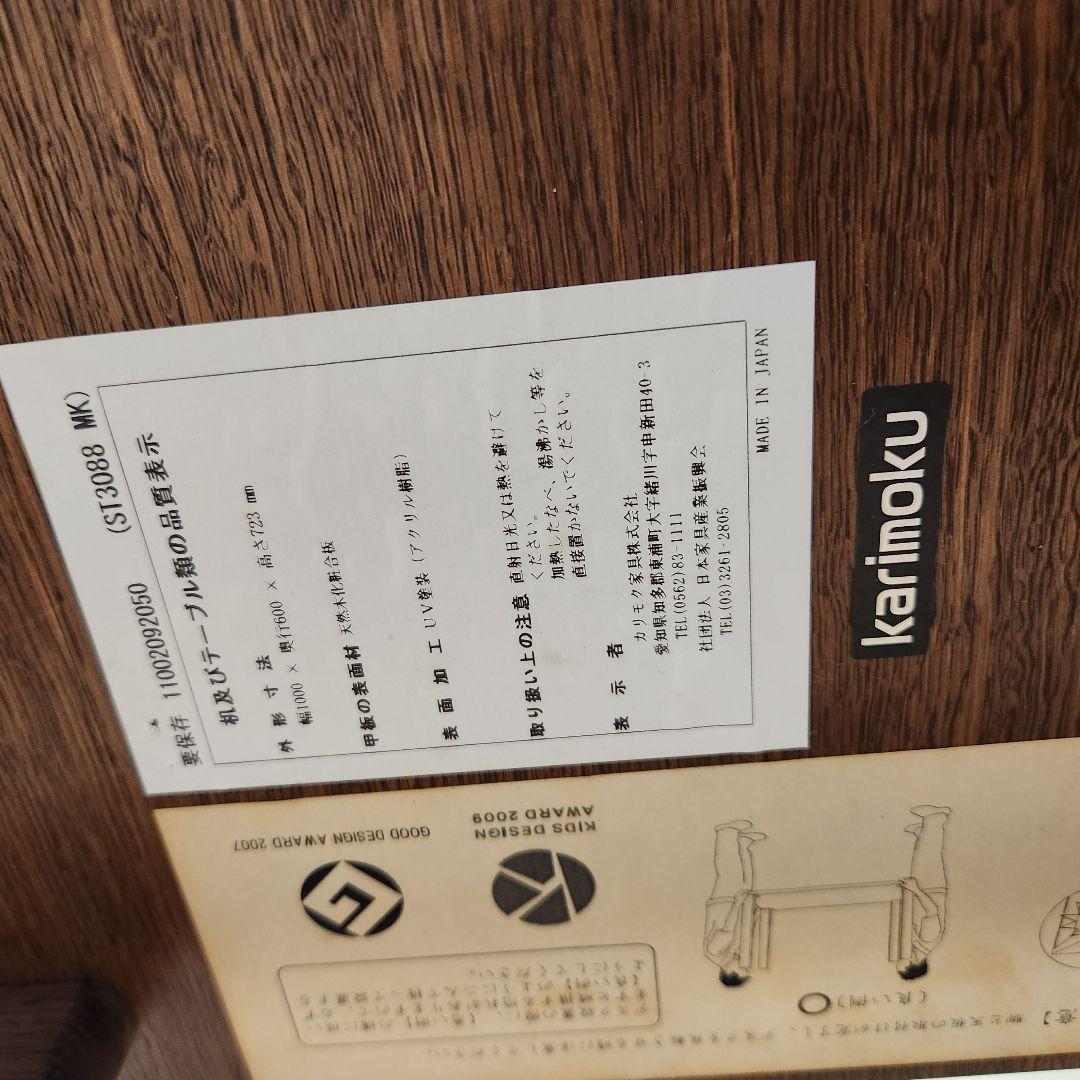 要保存 11002092050 (ST3088 MK)
机及びテーブル類の品質表示
外形寸法
幅1000 × 奥行600 × 高さ723 mm
甲板の表面材 天然木化粧合板
表面加工 UV塗装 (アクリル樹脂)
取り扱い上の注意 直射日光又は熱を避けて
ください。
加熱したなべ、湯沸かし等を
直接置かないでください。
表示者
カリモク家具株式会社
愛知県知多郡東浦町大字緒川字申新田40-3
TEL(0562)83-1111
社団法人 日本家具産業振興会
TEL(03)3261-2805
MADE IN JAPAN
karimoku
GOOD DESIGN AWARD 2007
KIDS DESIGN
AWARD 2009
(良い例)